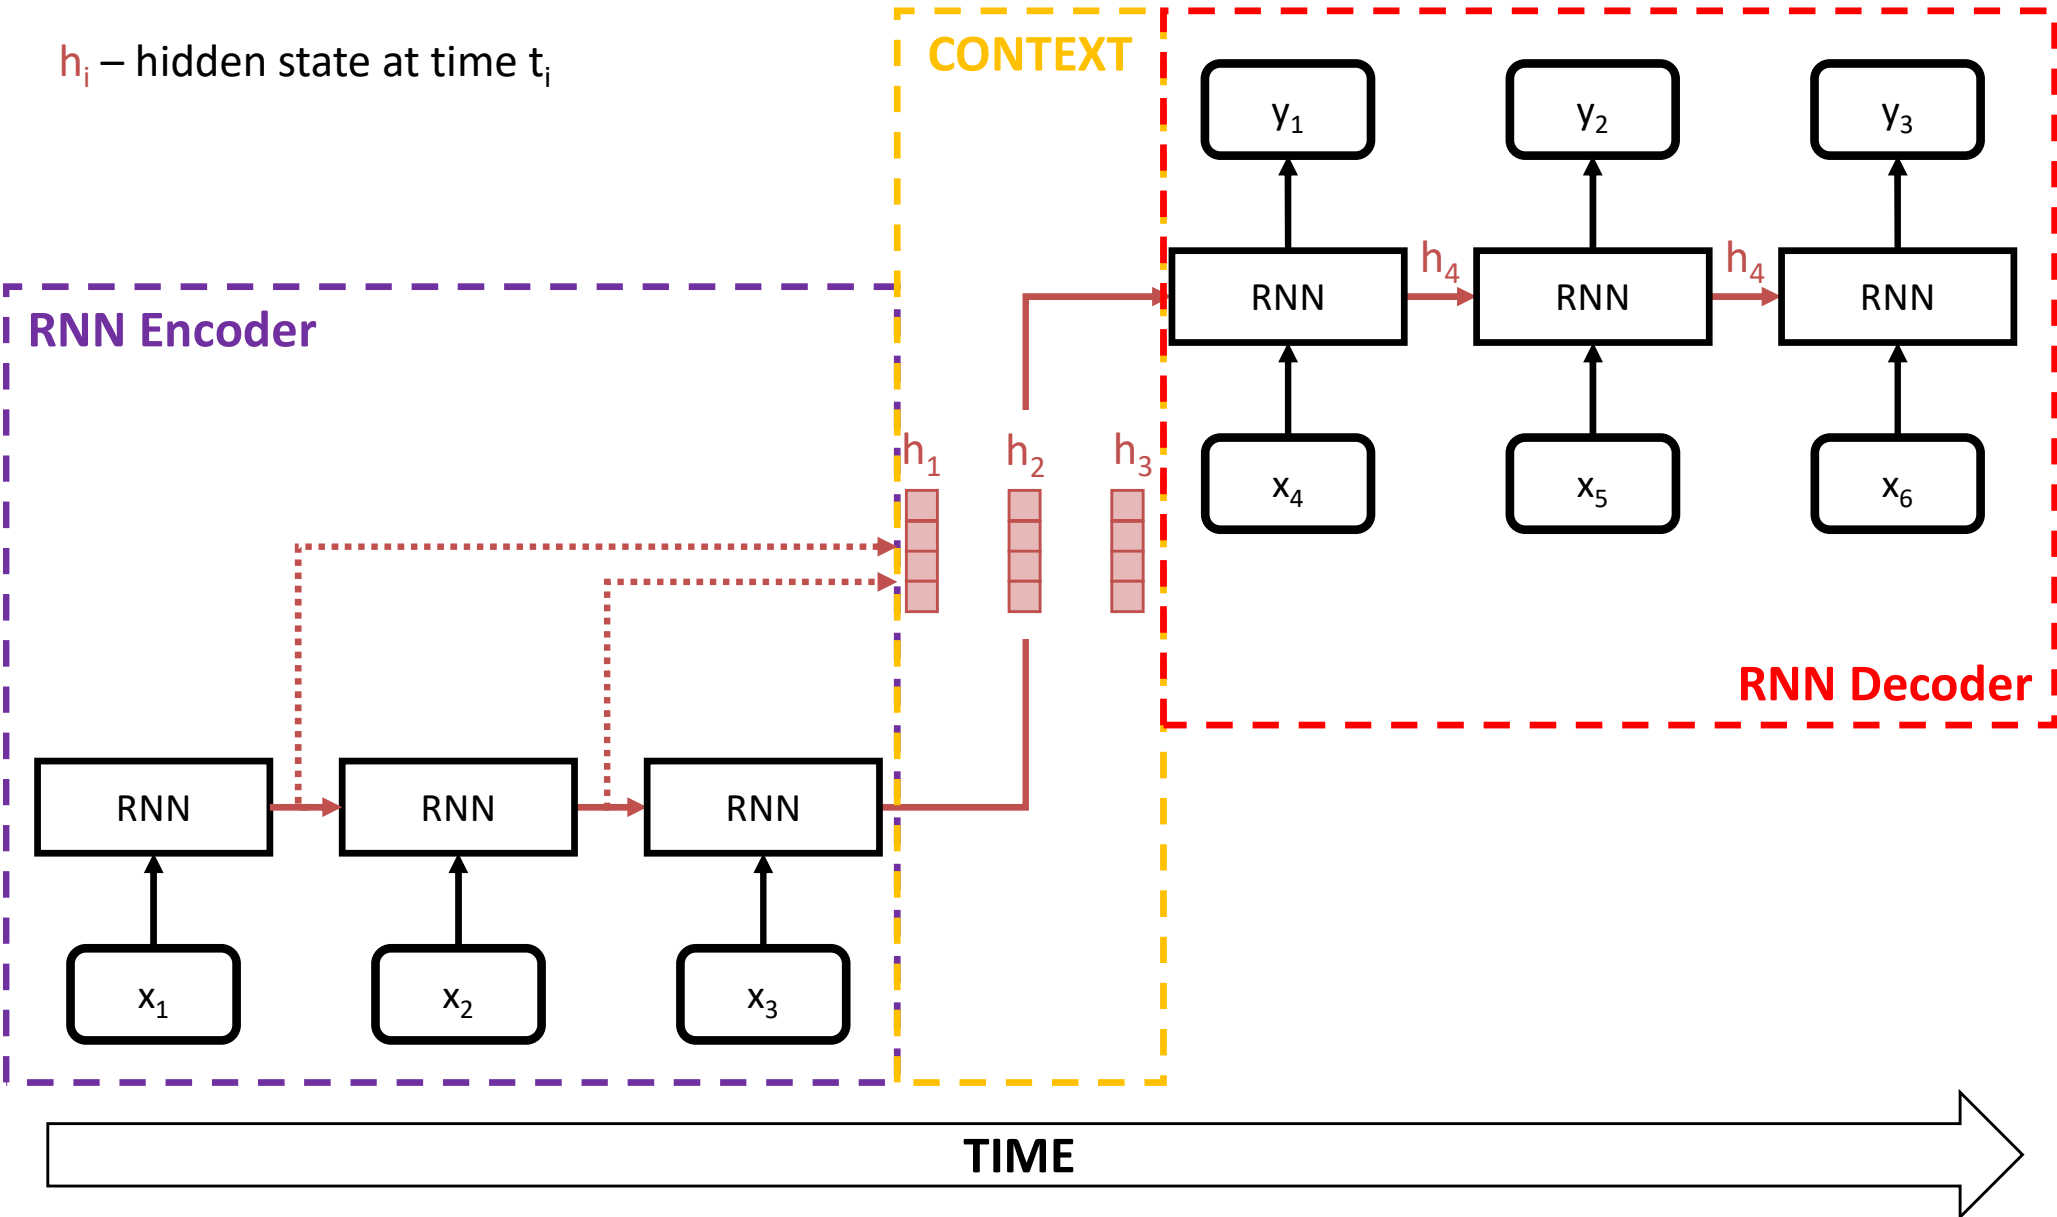 hᵢ – hidden state at time tᵢ
CONTEXT
y₁ y₂ y₃
h₄ h₄
RNN RNN RNN
RNN Encoder
h₁ h₂ h₃
x₄ x₅ x₆
RNN Decoder
RNN RNN RNN
x₁ x₂ x₃
TIME